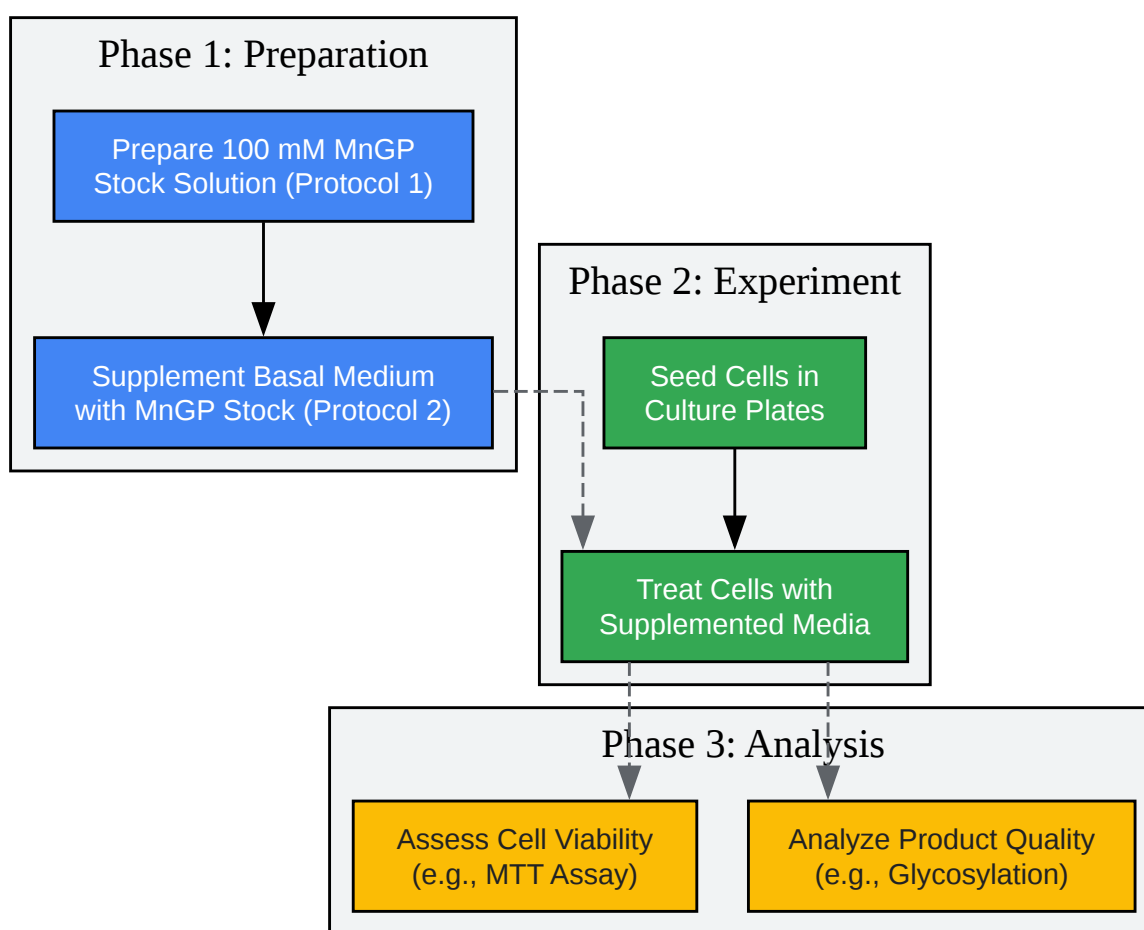 Phase 1: Preparation
Prepare 100 mM MnGP
Stock Solution (Protocol 1)
Supplement Basal Medium
with MnGP Stock (Protocol 2)
Phase 2: Experiment
Seed Cells in
Culture Plates
Treat Cells with
Supplemented Media
Phase 3: Analysis
Assess Cell Viability
(e.g., MTT Assay)
Analyze Product Quality
(e.g., Glycosylation)